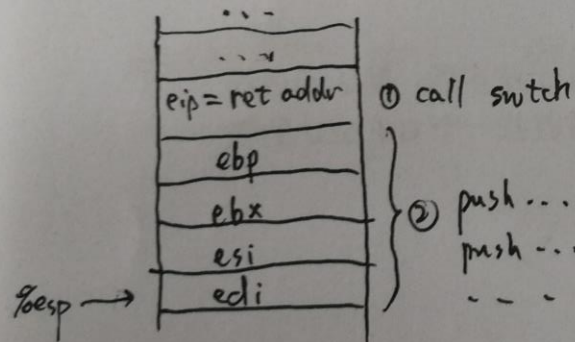 ...
...
eip = ret addr ① call swtch
ebp
ebx ② push ...
esi push ...
%esp → edi - - -